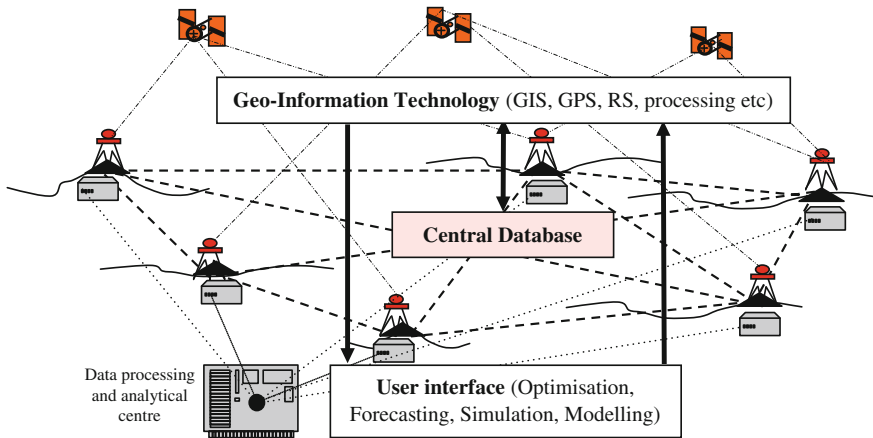 Geo-Information Technology (GIS, GPS, RS, processing etc)
Central Database
Data processing
and analytical
centre
User interface (Optimisation,
Forecasting, Simulation, Modelling)